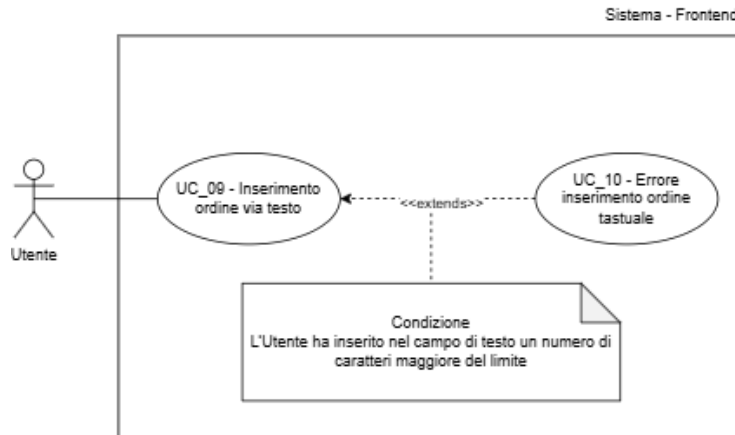 Sistema - Frontend
UC_09 - Inserimento
ordine via testo
<<extends>>
UC_10 - Errore
inserimento ordine
tastuale
Utente
Condizione
L'Utente ha inserito nel campo di testo un numero di
caratteri maggiore del limite